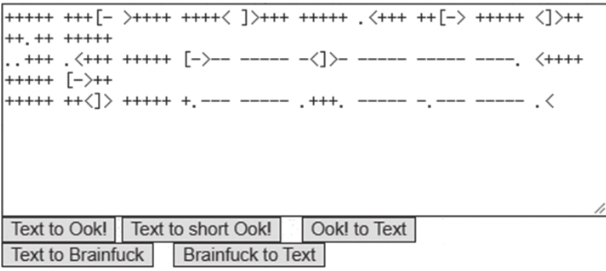 +++++ +++[- >++++ ++++< ]>+++ +++++ .<+++ ++[-> +++++ <]>++
++.++ +++++
..+++ .<+++ +++++ [->-- ----- -<]>- ----- ----- ----. <++++
+++++ [->++
+++++ ++<]> +++++ +.--- ----- .+++. ----- -.--- ----- .<
Text to Ook! Text to short Ook! Ook! to Text
Text to Brainfuck Brainfuck to Text